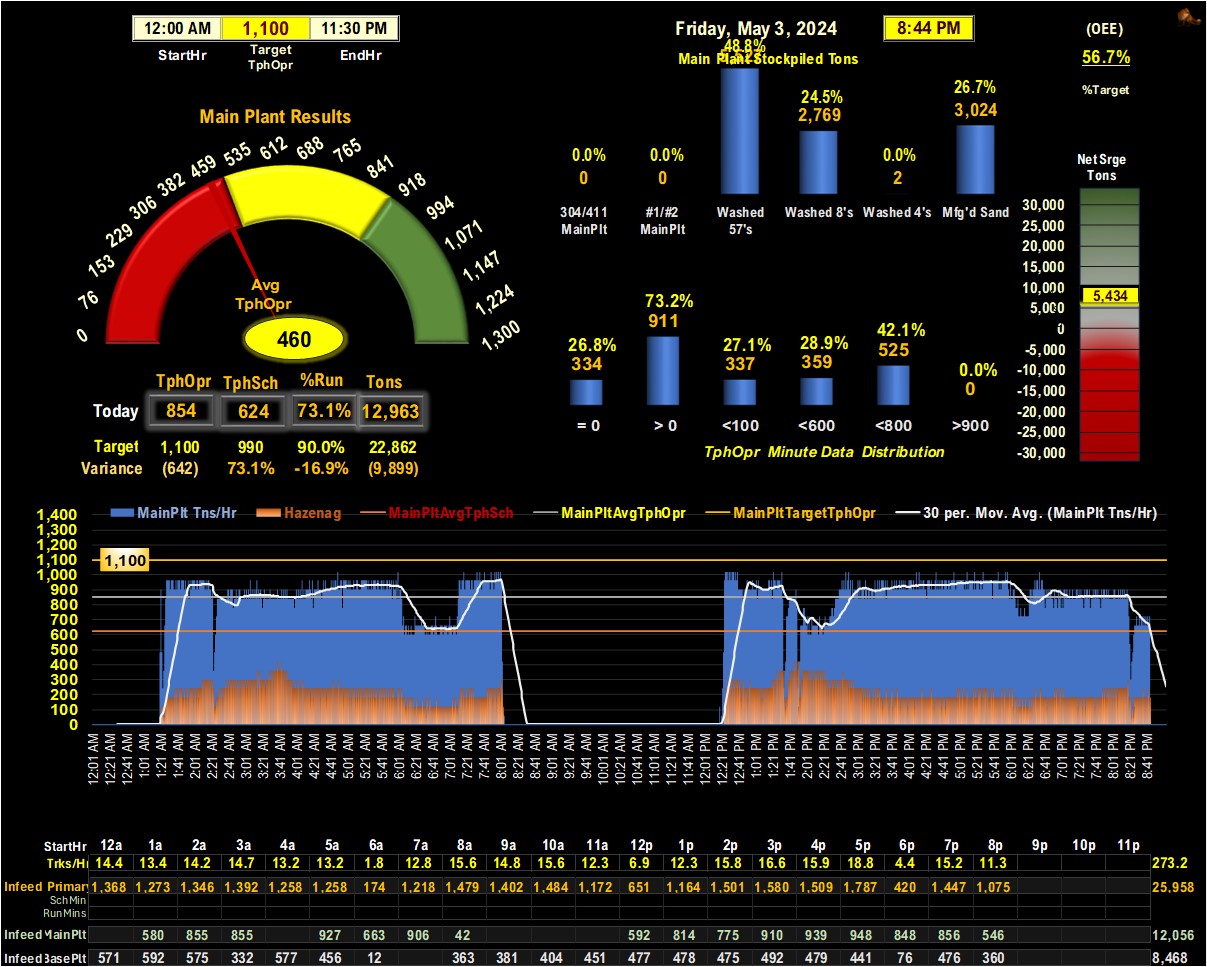 12:00 AM 1,100 11:30 PM
StartHr Target TphOpr EndHr
Friday, May 3, 2024
8:44 PM
(OEE)
56.7%
%Target
Main Plant Stockpiled Tons
48.8%
24.5%
2,769
26.7%
3,024
0.0% 0.0% 0.0%
0 0 2
304/411 MainPlt
#1/#2 MainPlt
Washed 57's
Washed 8's
Washed 4's
Mfg'd Sand
Main Plant Results
0 76 153 229 306 382 459 535 612 688 765 841 918 994 1,071 1,147 1,224 1,300
Avg
TphOpr
460
TphOpr TphSch %Run Tons
Today 854 624 73.1% 12,963
Target 1,100 990 90.0% 22,862
Variance (642) 73.1% -16.9% (9,899)
26.8% 73.2% 27.1% 28.9% 42.1% 0.0%
334 911 337 359 525 0
= 0 > 0 <100 <600 <800 >900
TphOpr Minute Data Distribution
NetSrge
Tons
30,000
25,000
20,000
15,000
10,000
5,434
5,000
0
-5,000
-10,000
-15,000
-20,000
-25,000
-30,000
MainPlt Tns/Hr Hazenag MainPltAvgTphSch MainPltAvgTphOpr MainPltTargetTphOpr 30 per. Mov. Avg. (MainPlt Tns/Hr)
1,400
1,300
1,200
1,100
1,100
1,000
900
800
700
600
500
400
300
200
100
0
12:01 AM 12:21 AM 12:41 AM 1:01 AM 1:21 AM 1:41 AM 2:01 AM 2:21 AM 2:41 AM 3:01 AM 3:21 AM 3:41 AM 4:01 AM 4:21 AM 4:41 AM 5:01 AM 5:21 AM 5:41 AM 6:01 AM 6:21 AM 6:41 AM 7:01 AM 7:21 AM 7:41 AM 8:01 AM 8:21 AM 8:41 AM 9:01 AM 9:21 AM 9:41 AM 10:01 AM 10:21 AM 10:41 AM 11:01 AM 11:21 AM 11:41 AM 12:01 PM 12:21 PM 12:41 PM 1:01 PM 1:21 PM 1:41 PM 2:01 PM 2:21 PM 2:41 PM 3:01 PM 3:21 PM 3:41 PM 4:01 PM 4:21 PM 4:41 PM 5:01 PM 5:21 PM 5:41 PM 6:01 PM 6:21 PM 6:41 PM 7:01 PM 7:21 PM 7:41 PM 8:01 PM 8:21 PM 8:41 PM
StartHr 12a 1a 2a 3a 4a 5a 6a 7a 8a 9a 10a 11a 12p 1p 2p 3p 4p 5p 6p 7p 8p 9p 10p 11p
Trks/Hr 14.4 13.4 14.2 14.7 13.2 13.2 1.8 12.8 15.6 14.8 15.6 12.3 6.9 12.3 15.8 16.6 15.9 18.8 4.4 15.2 11.3 273.2
Infeed Primary 1,368 1,273 1,346 1,392 1,258 1,258 174 1,218 1,479 1,402 1,484 1,172 651 1,164 1,501 1,580 1,509 1,787 420 1,447 1,075 25,958
SchMin
RunMins
Infeed MainPlt 580 855 855 927 663 906 42 592 814 775 910 939 948 848 856 546 12,056
Infeed BasePlt 571 592 575 332 577 456 12 363 381 404 451 477 478 475 492 479 441 76 476 360 8,468